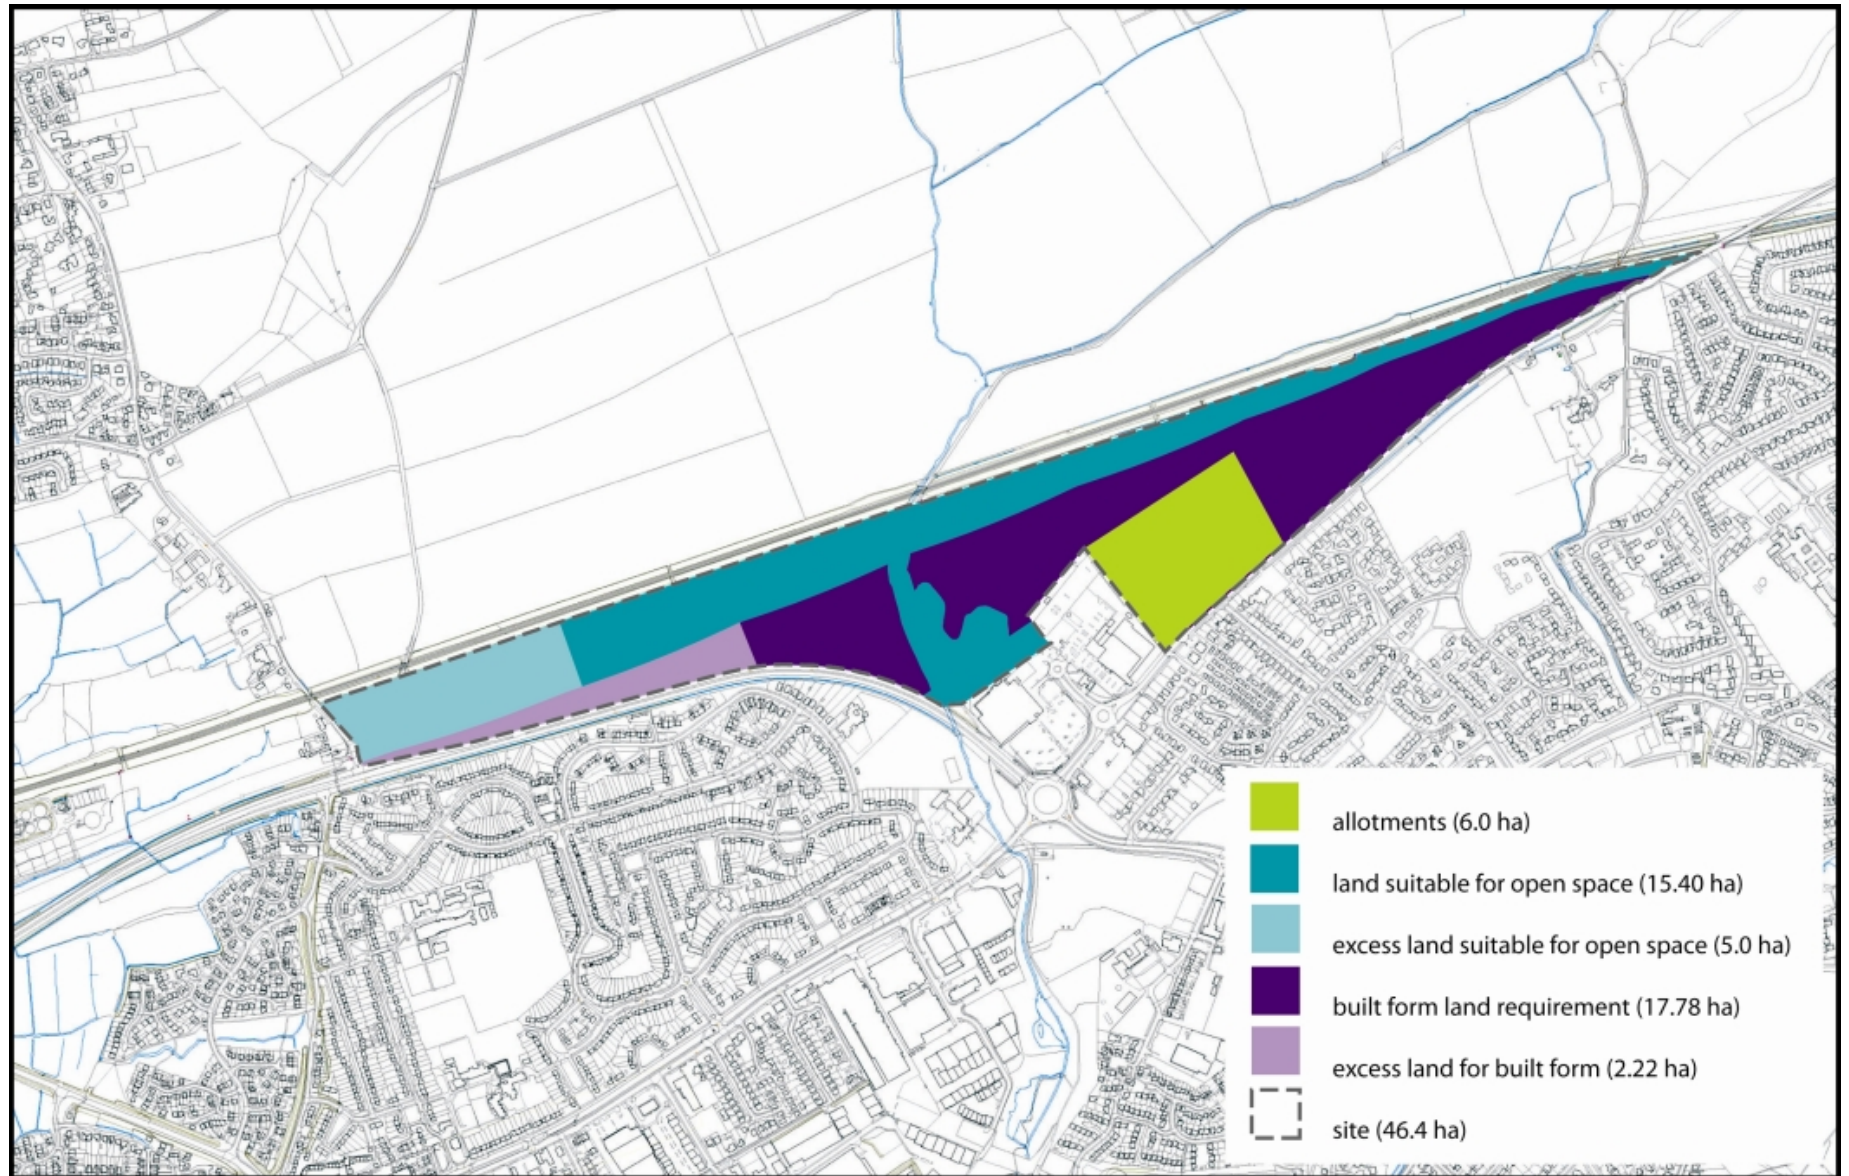 allotments (6.0 ha)
land suitable for open space (15.40 ha)
excess land suitable for open space (5.0 ha)
built form land requirement (17.78 ha)
excess land for built form (2.22 ha)
site (46.4 ha)